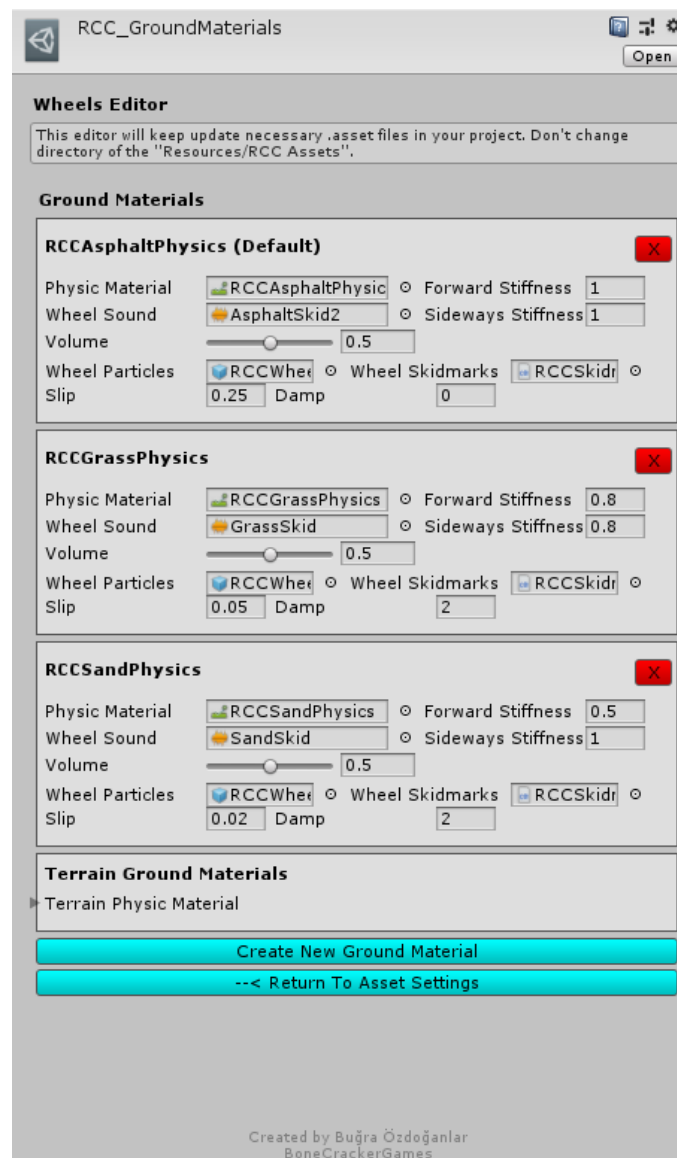 RCC_GroundMaterials
Open
Wheels Editor
This editor will keep update necessary .asset files in your project. Don't change
directory of the "Resources/RCC Assets".
Ground Materials
RCCAsphaltPhysics (Default)
X
Physic Material RCCAsphaltPhysic Forward Stiffness 1
Wheel Sound AsphaltSkid2 Sideways Stiffness 1
Volume 0.5
Wheel Particles RCCWhee Wheel Skidmarks RCCSkidr
Slip 0.25 Damp 0
RCCGrassPhysics
X
Physic Material RCCGrassPhysics Forward Stiffness 0.8
Wheel Sound GrassSkid Sideways Stiffness 0.8
Volume 0.5
Wheel Particles RCCWhee Wheel Skidmarks RCCSkidr
Slip 0.05 Damp 2
RCCSandPhysics
X
Physic Material RCCSandPhysics Forward Stiffness 0.5
Wheel Sound SandSkid Sideways Stiffness 1
Volume 0.5
Wheel Particles RCCWhee Wheel Skidmarks RCCSkidr
Slip 0.02 Damp 2
Terrain Ground Materials
Terrain Physic Material
Create New Ground Material
--< Return To Asset Settings
Created by Buğra Özdoğanlar
BoneCrackerGames